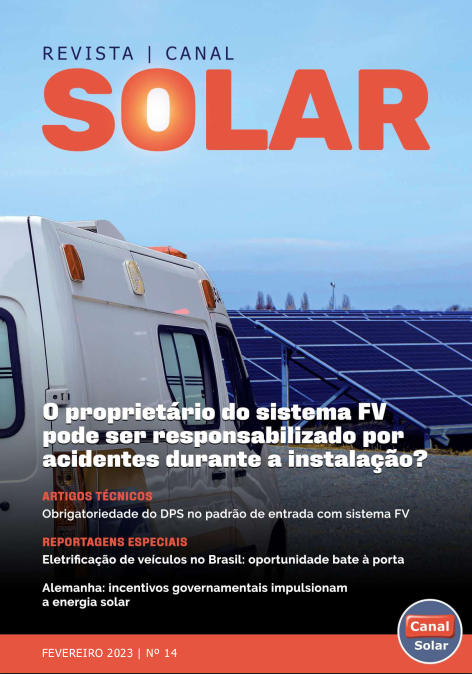 REVISTA | CANAL
SOLAR
O proprietário do sistema FV
pode ser responsabilizado por
acidentes durante a instalação?
ARTIGOS TÉCNICOS
Obrigatoriedade do DPS no padrão de entrada com sistema FV
REPORTAGENS ESPECIAIS
Eletrificação de veículos no Brasil: oportunidade bate à porta
Alemanha: incentivos governamentais impulsionam
a energia solar
FEVEREIRO 2023 | Nº 14
Canal
Solar